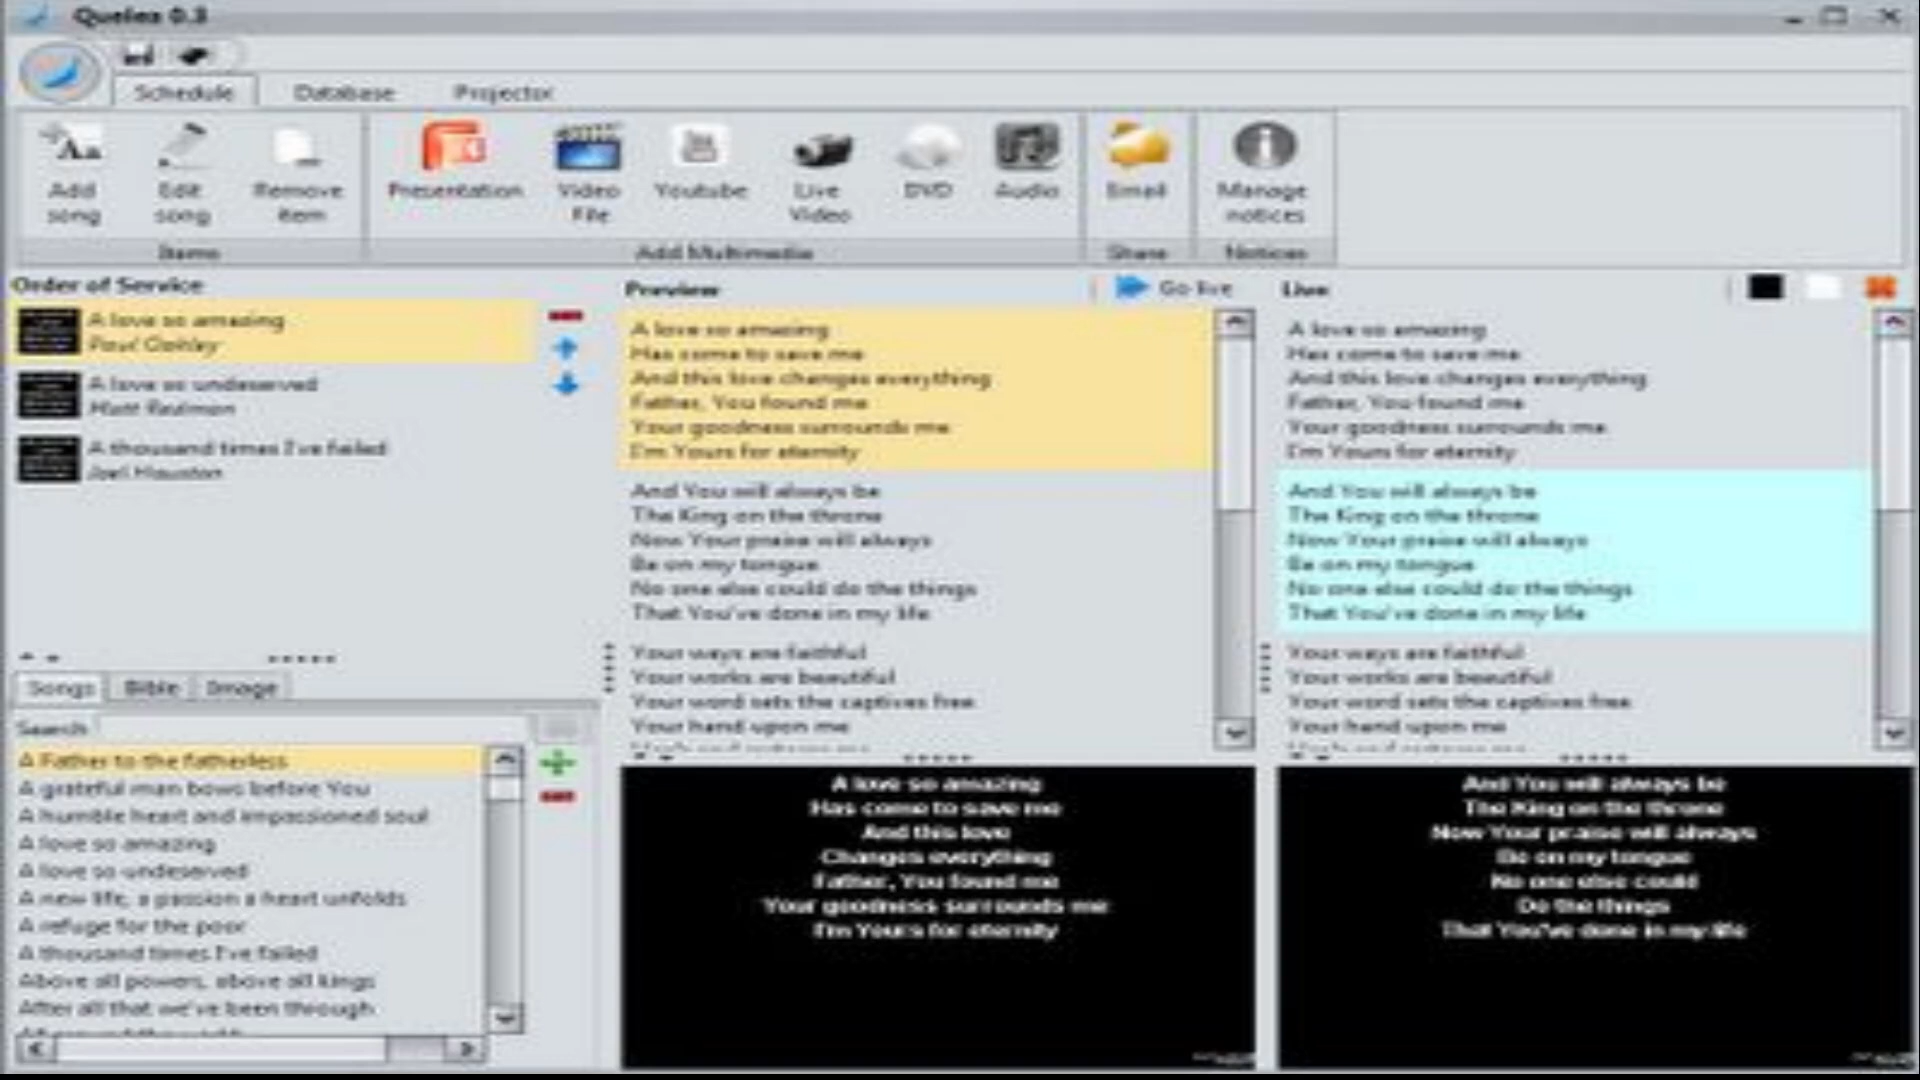 Quelea 0.3
Schedule
Database
Projector
Add song
Edit song
Remove item
Presentation
Video File
Youtube
Live Video
DVD
Audio
Email
Manage notices
Items
Add Multimedia
Share
Notices
Order of Service
A love so amazing
Paul Oakley
A love so undeserved
Matt Redman
A thousand times I've failed
Joel Houston
Songs
Bible
Image
Search
A Father to the fatherless
A grateful man bows before You
A humble heart and impassioned soul
A love so amazing
A love so undeserved
A new life, a passion a heart unfolds
A refuge for the poor
A thousand times I've failed
Above all powers, above all kings
After all that we've been through
Preview
Go live
A love so amazing
Has come to save me
And this love changes everything
Father, You found me
Your goodness surrounds me
I'm Yours for eternity
And You will always be
The King on the throne
Now Your praise will always
Be on my tongue
No one else could do the things
That You've done in my life
Your ways are faithful
Your works are beautiful
Your word sets the captives free
Your hand upon me
A love so amazing
Has come to save me
And this love
Changes everything
Father, You found me
Your goodness surrounds me
I'm Yours for eternity
Live
A love so amazing
Has come to save me
And this love changes everything
Father, You found me
Your goodness surrounds me
I'm Yours for eternity
And You will always be
The King on the throne
Now Your praise will always
Be on my tongue
No one else could do the things
That You've done in my life
Your ways are faithful
Your works are beautiful
Your word sets the captives free
Your hand upon me
And You will always be
The King on the throne
Now Your praise will always
Be on my tongue
No one else could
Do the things
That You've done in my life